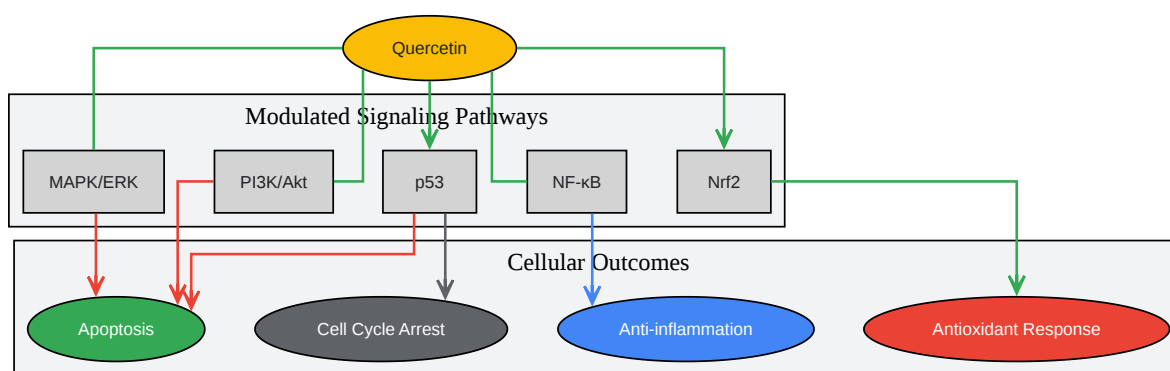 Quercetin
Modulated Signaling Pathways
MAPK/ERK
PI3K/Akt
p53
NF-κB
Nrf2
Cellular Outcomes
Apoptosis
Cell Cycle Arrest
Anti-inflammation
Antioxidant Response